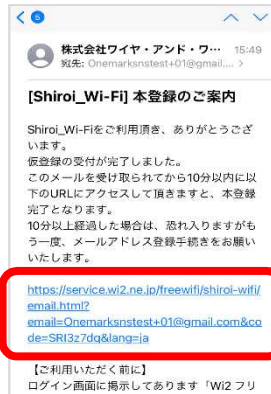 5
株式会社ワイヤ・アンド・ワ… 15:49
宛先: Onemarksnstest+01@gmail.... >
[Shiroi_Wi-Fi] 本登録のご案内
Shiroi_Wi-Fiをご利用頂き、ありがとうござ
います。
仮登録の受付が完了しました。
このメールを受け取られてから10分以内に以
下のURLにアクセスして頂きますと、本登録
完了となります。
10分以上経過した場合は、恐れ入りますがも
う一度、メールアドレス登録手続きをお願い
いたします。
https://service.wi2.ne.jp/freewifi/shiroi-wifi/
email.html?
email=Onemarksnstest+01@gmail.com&co
de=SRI3z7dq&lang=ja
【ご利用いただく前に】
ログイン画面に掲示してあります「Wi2 フリ